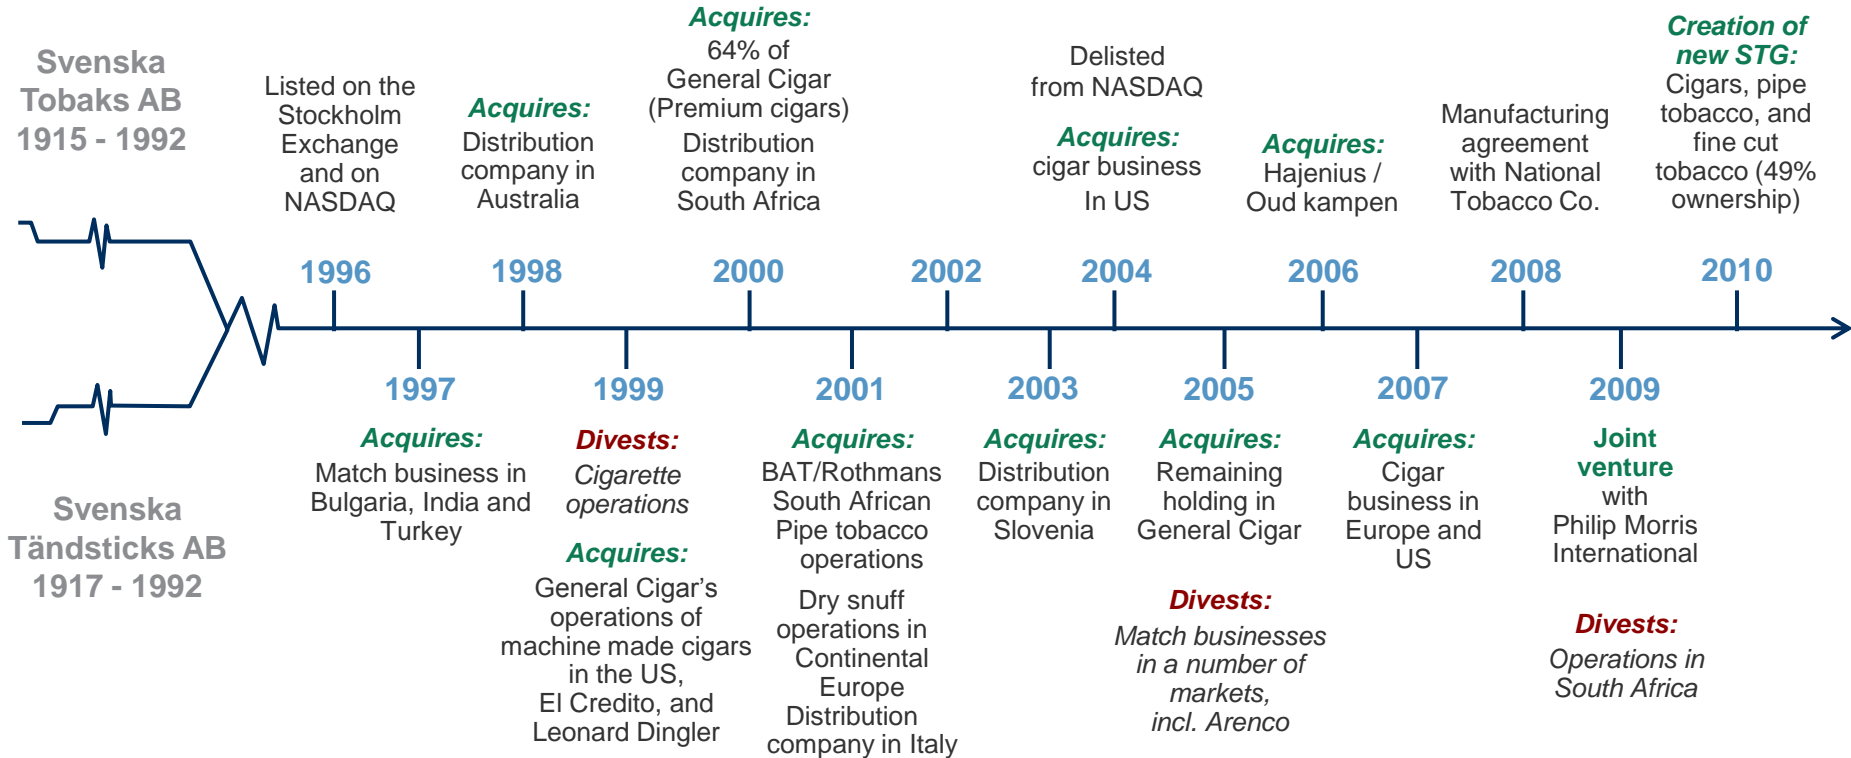 Svenska
Tobaks AB
1915 - 1992
Listed on the
Stockholm
Exchange
and on
NASDAQ
Acquires:
Distribution
company in
Australia
Acquires:
64% of
General Cigar
(Premium cigars)
Distribution
company in
South Africa
Delisted
from NASDAQ
Acquires:
cigar business
In US
Acquires:
Hajenius /
Oud kampen
Manufacturing
agreement
with National
Tobacco Co.
Creation of
new STG:
Cigars, pipe
tobacco, and
fine cut
tobacco (49%
ownership)
1996
1998
2000
2002
2004
2006
2008
2010
1997
1999
2001
2003
2005
2007
2009
Svenska
Tändsticks AB
1917 - 1992
Acquires:
Match business in
Bulgaria, India and
Turkey
Divests:
Cigarette
operations
Acquires:
General Cigar’s
operations of
machine made cigars
in the US,
El Credito, and
Leonard Dingler
Acquires:
BAT/Rothmans
South African
Pipe tobacco
operations
Dry snuff
operations in
Continental
Europe
Distribution
company in Italy
Acquires:
Distribution
company in
Slovenia
Acquires:
Remaining
holding in
General Cigar
Divests:
Match businesses
in a number of
markets,
incl. Arenco
Acquires:
Cigar
business in
Europe and
US
Joint
venture
with
Philip Morris
International
Divests:
Operations in
South Africa